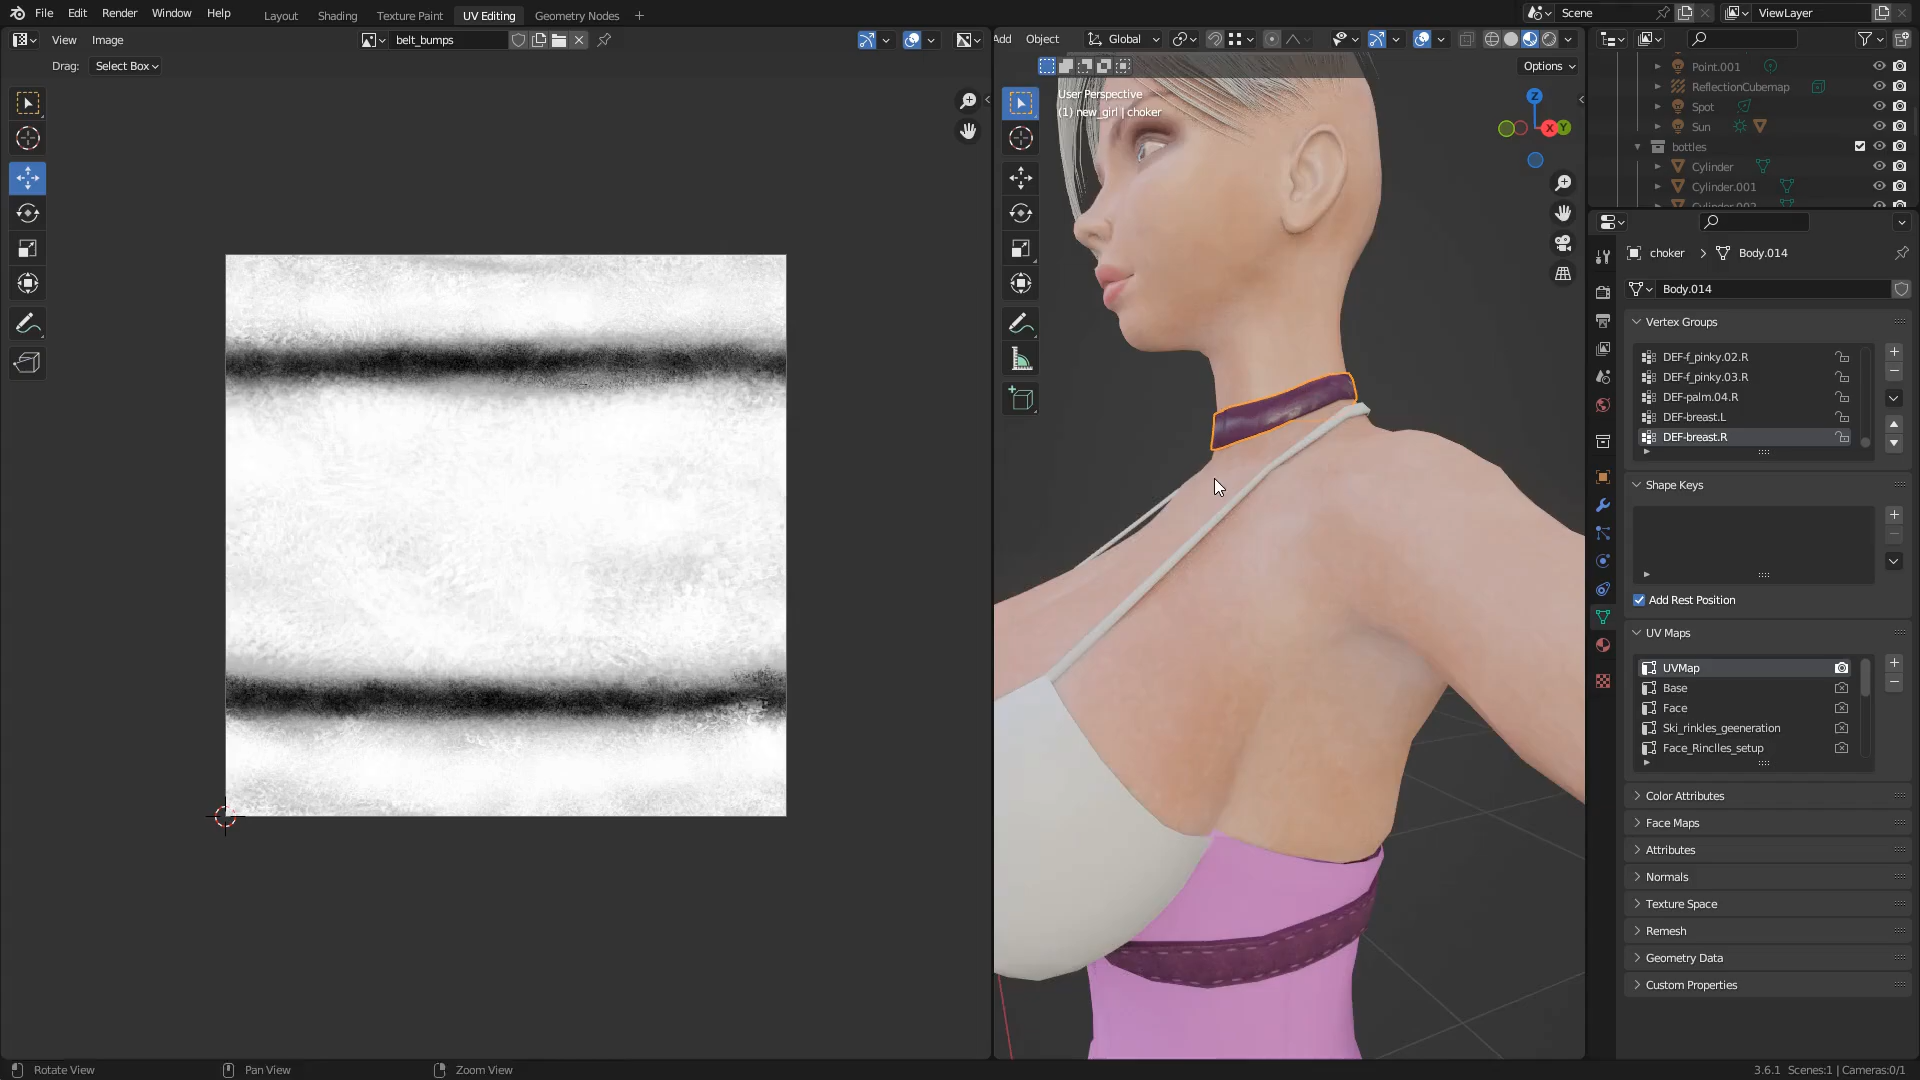 File Edit Render Window Help Layout Shading Texture Paint UV Editing Geometry Nodes Scene ViewLayer
View Image belt_bumps
Drag: Select Box
Add Object Global
Options
User Perspective
(1) new_girl | choker
Z
X
Y
Point.001
ReflectionCubemap
Spot
Sun
bottles
Cylinder
Cylinder.001
Cylinder.002
choker Body.014
Body.014
Vertex Groups
DEF-f_pinky.02.R
DEF-f_pinky.03.R
DEF-palm.04.R
DEF-breast.L
DEF-breast.R
Shape Keys
Add Rest Position
UV Maps
UVMap
Base
Face
Ski_rinkles_geeneration
Face_Rinclles_setup
Color Attributes
Face Maps
Attributes
Normals
Texture Space
Remesh
Geometry Data
Custom Properties
Rotate View Pan View Zoom View 3.6.1 Scenes:1 | Cameras:0/1